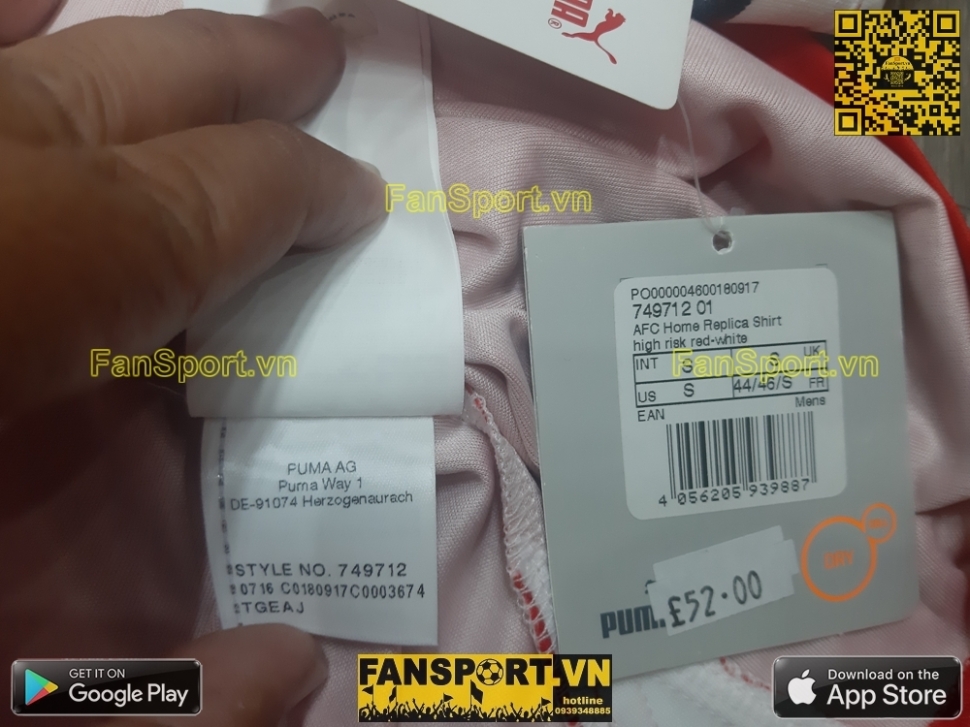 FanSport.vn
FanSport.vn
FanSport.vn
FanSport.vn
PO000004600180917
749712 01
AFC Home Replica Shirt
high risk red-white
INT S S UK
US S 44/46/S FR
EAN Mens
4 056205 939887
DRY
PUMA AG
Puma Way 1
DE-91074 Herzogenaurach
STYLE NO. 749712
0716 C0180917C0003674
TGEAJ
£52.00
GET IT ON
Google Play
FANSPORT.VN
hotline
0939348885
Download on the
App Store